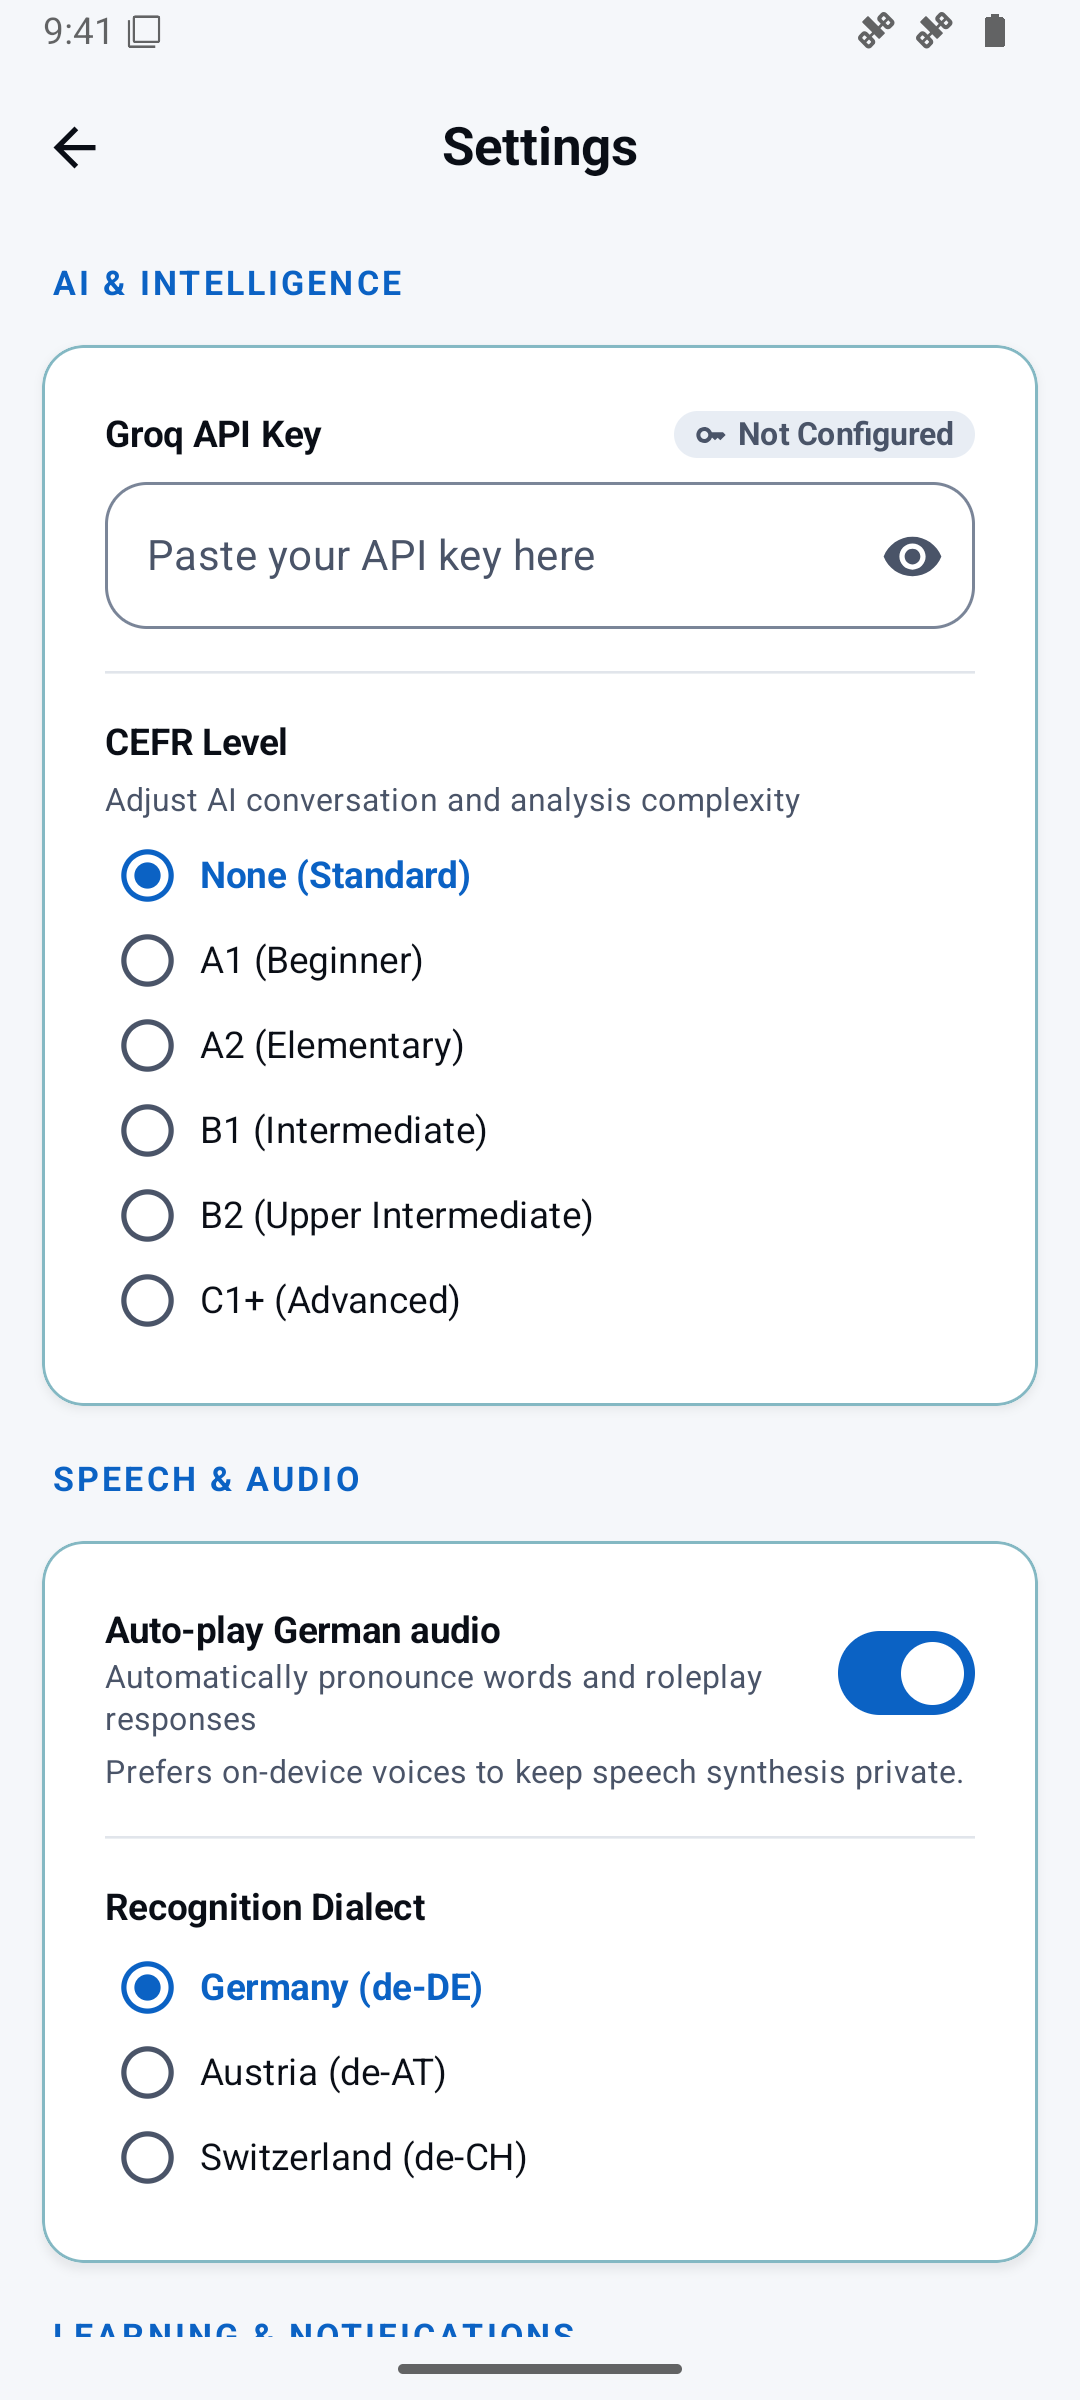 9:41
Settings
AI & INTELLIGENCE
Groq API Key
Not Configured
Paste your API key here
CEFR Level
Adjust AI conversation and analysis complexity
None (Standard)
A1 (Beginner)
A2 (Elementary)
B1 (Intermediate)
B2 (Upper Intermediate)
C1+ (Advanced)
SPEECH & AUDIO
Auto-play German audio
Automatically pronounce words and roleplay
responses
Prefers on-device voices to keep speech synthesis private.
Recognition Dialect
Germany (de-DE)
Austria (de-AT)
Switzerland (de-CH)
LEARNING & NOTIFICATIONS